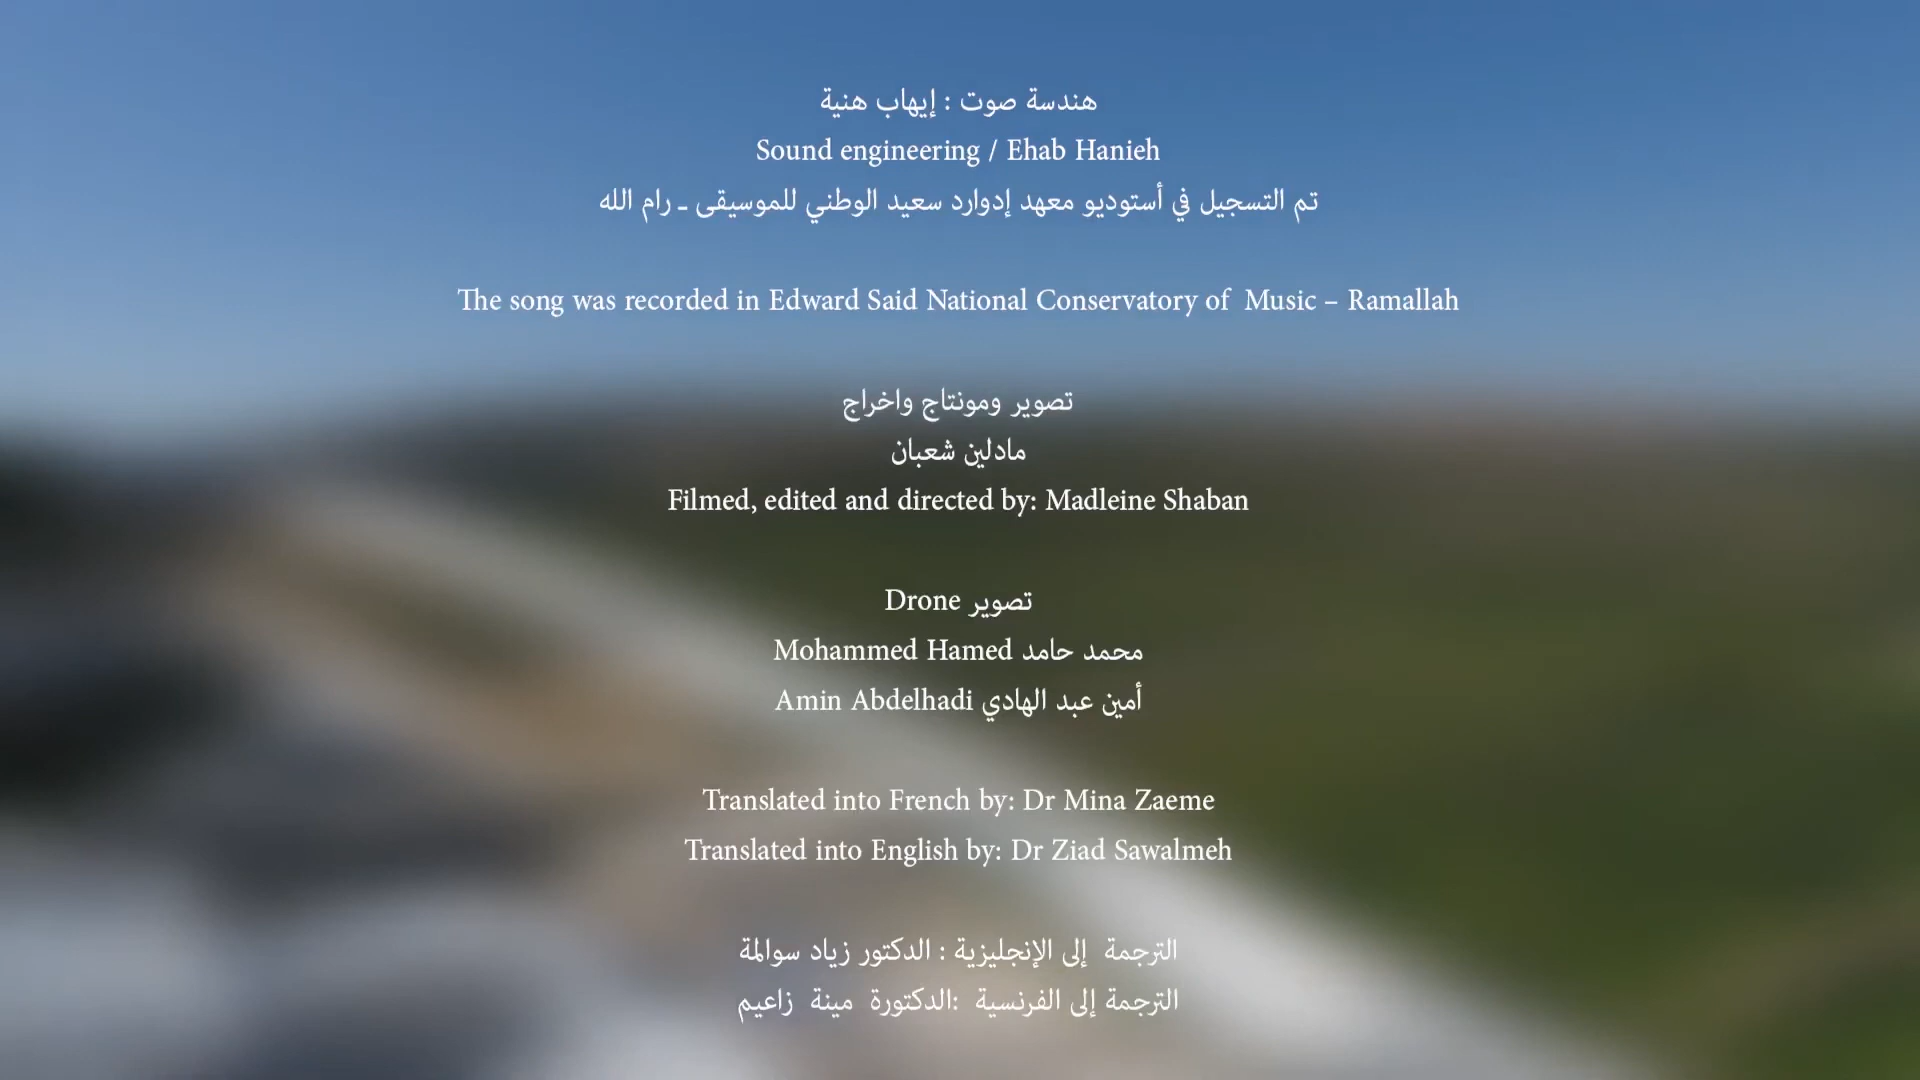 هندسة صوت : إيهاب هنية
Sound engineering / Ehab Hanieh
تم التسجيل في أستوديو معهد إدوارد سعيد الوطني للموسيقى ـ رام الله
The song was recorded in Edward Said National Conservatory of Music – Ramallah
تصوير ومونتاج واخراج
مادلين شعبان
Filmed, edited and directed by: Madleine Shaban
تصوير Drone
محمد حامد Mohammed Hamed
أمين عبد الهادي Amin Abdelhadi
Translated into French by: Dr Mina Zaeme
Translated into English by: Dr Ziad Sawalmeh
الترجمة إلى الإنجليزية : الدكتور زياد سوالمة
الترجمة إلى الفرنسية :الدكتورة مينة زاعيم